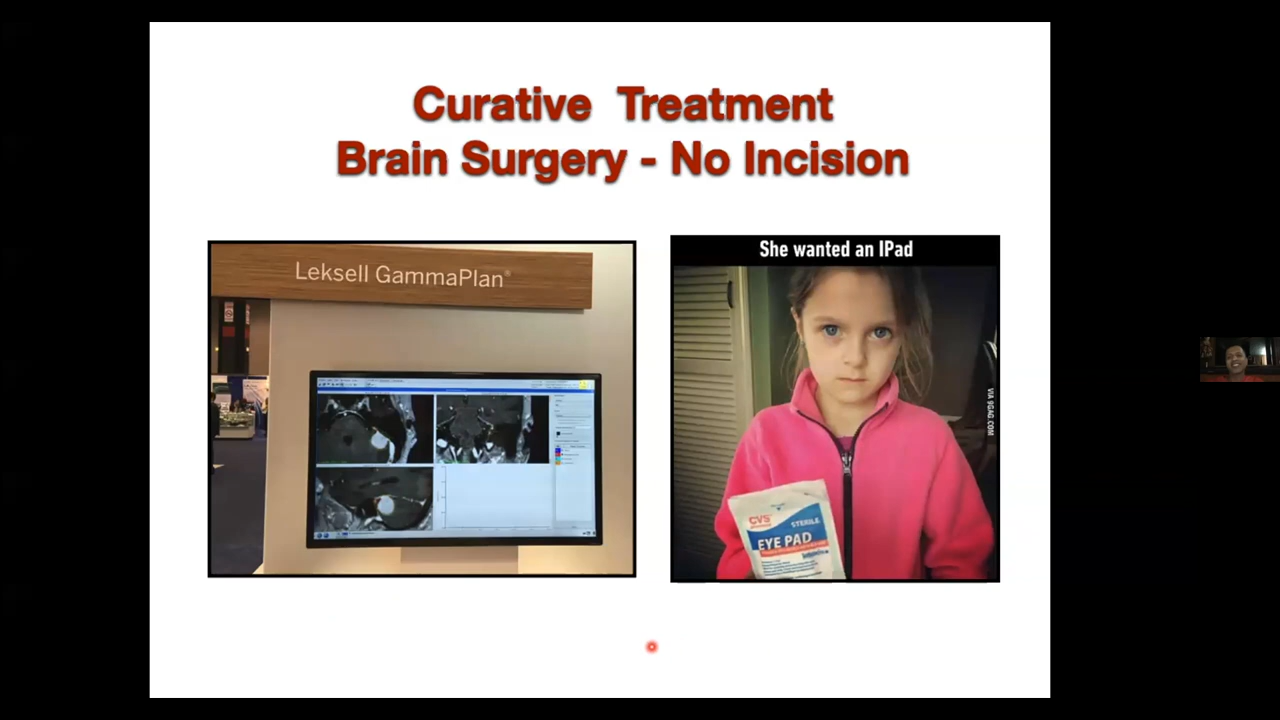 Curative Treatment
Brain Surgery - No Incision
Leksell GammaPlan®
She wanted an IPad
VIA 9GAG.COM
CVS
STERILE
EYE PAD